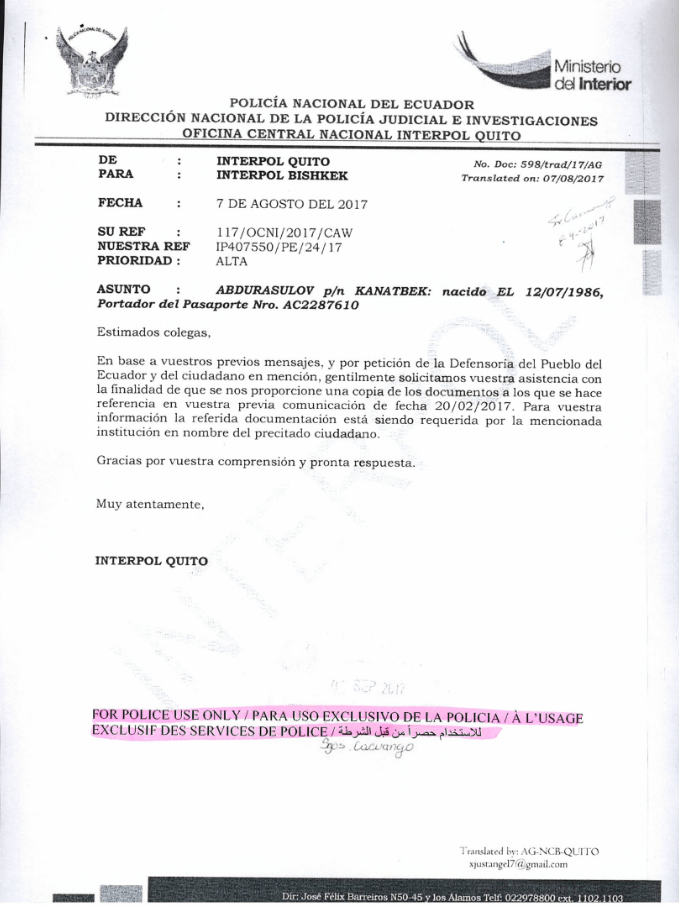 POLICIA NACIONAL DEL ECUADOR
Ministerio
del Interior
POLICÍA NACIONAL DEL ECUADOR
DIRECCIÓN NACIONAL DE LA POLICÍA JUDICIAL E INVESTIGACIONES
OFICINA CENTRAL NACIONAL INTERPOL QUITO
DE : INTERPOL QUITO
No. Doc: 598/trad/17/AG
PARA : INTERPOL BISHKEK
Translated on: 07/08/2017
FECHA : 7 DE AGOSTO DEL 2017
SU REF : 117/OCNI/2017/CAW
NUESTRA REF IP407550/PE/24/17
PRIORIDAD : ALTA
ASUNTO : ABDURASULOV p/n KANATBEK: nacido EL 12/07/1986,
Portador del Pasaporte Nro. AC2287610
Estimados colegas,
En base a vuestros previos mensajes, y por petición de la Defensoría del Pueblo del
Ecuador y del ciudadano en mención, gentilmente solicitamos vuestra asistencia con
la finalidad de que se nos proporcione una copia de los documentos a los que se hace
referencia en vuestra previa comunicación de fecha 20/02/2017. Para vuestra
información la referida documentación está siendo requerida por la mencionada
institución en nombre del precitado ciudadano.
Gracias por vuestra comprensión y pronta respuesta.
Muy atentamente,
INTERPOL QUITO
INTERPOL
SEP 2017
FOR POLICE USE ONLY / PARA USO EXCLUSIVO DE LA POLICIA / À L'USAGE
EXCLUSIF DES SERVICES DE POLICE / للاستخدام حصراً من قبل الشرطة
Sgos. Cacuango
Translated by: AG-NCB-QUITO
xjustangel7@gmail.com
Dir: José Félix Barreiros N50-45 y los Álamos Telf: 022978800 ext. 1102,1103